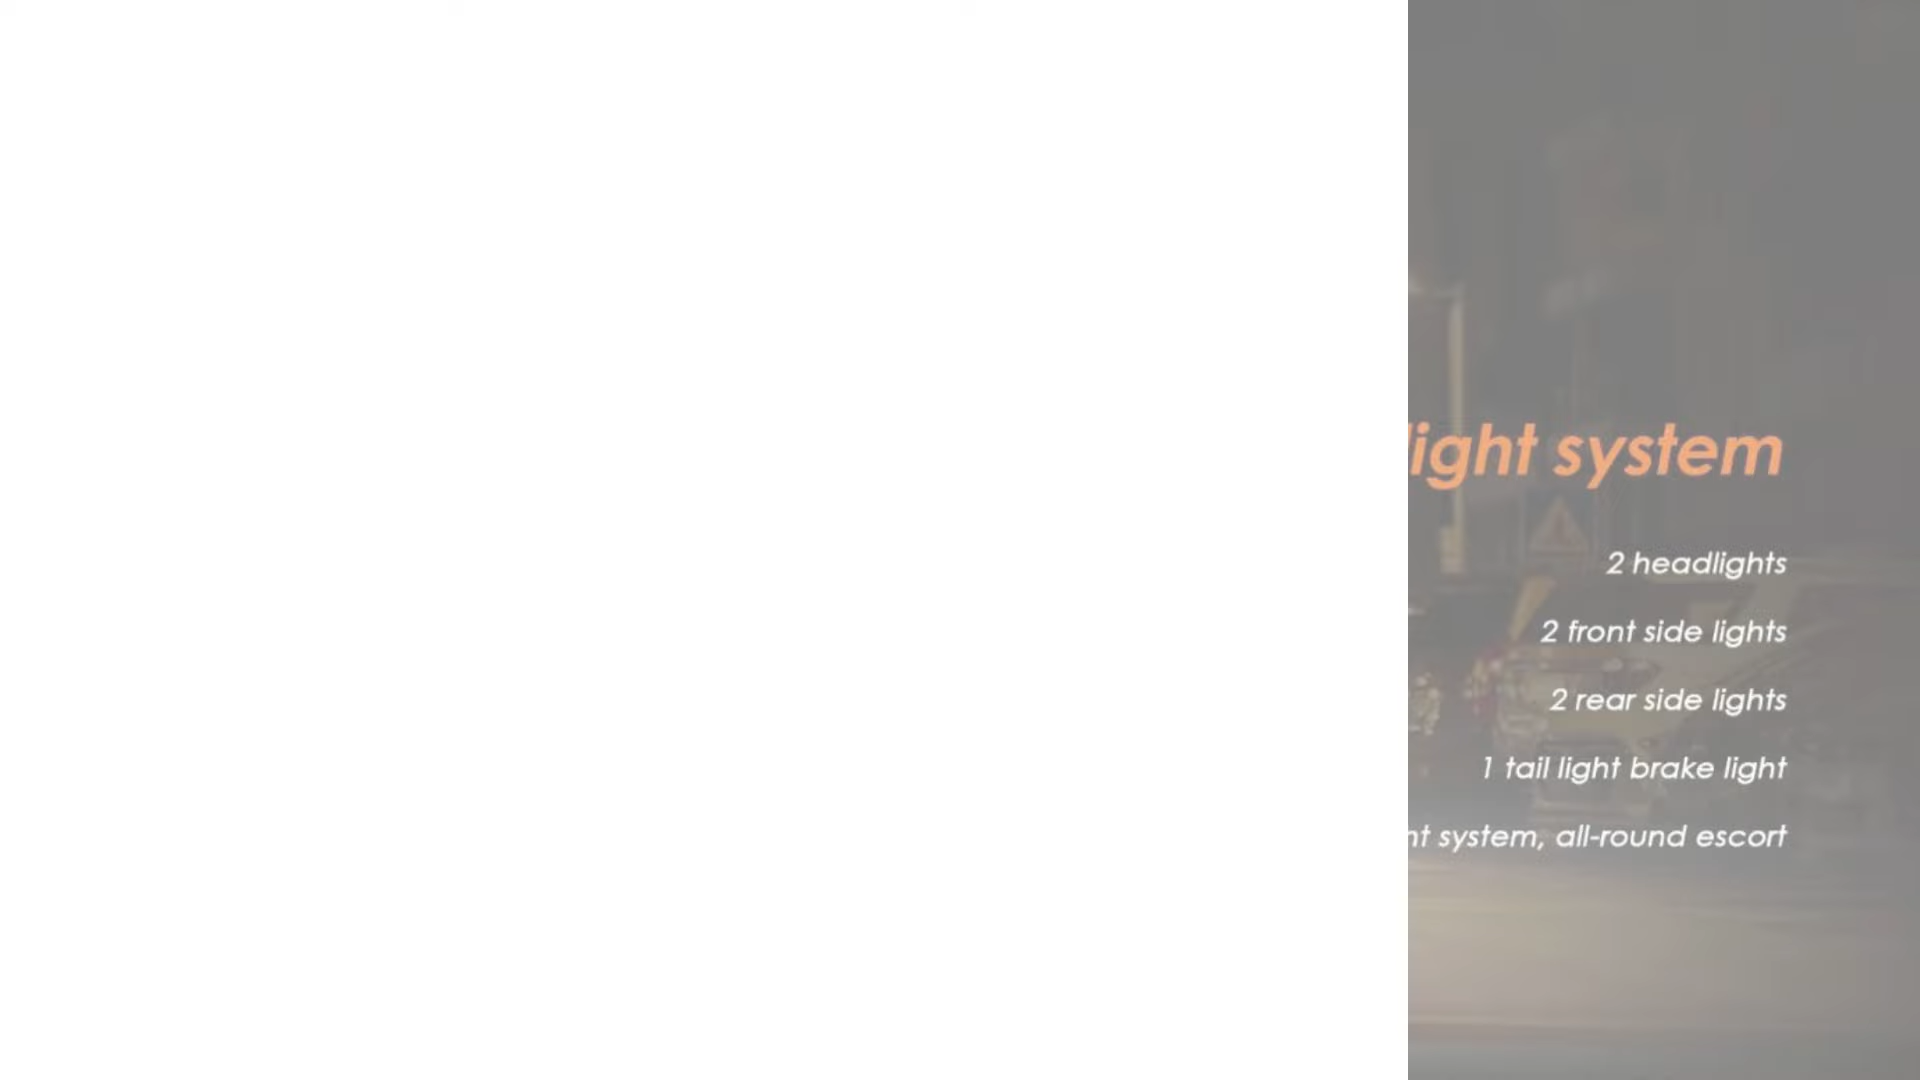 light system
2 headlights
2 front side lights
2 rear side lights
1 tail light brake light
system, all-round escort